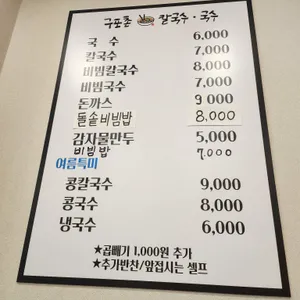 구포촌 칼국수·국수
국수 6,000
칼국수 7,000
비빔칼국수 8,000
비빔국수 7,000
돈까스 9000
돌솥비빔밥 8,000
감자물만두 5,000
비빔밥 7,000
여름특미
콩칼국수 9,000
콩국수 8,000
냉국수 6,000
★곱빼기 1,000원 추가
★추가반찬/앞접시는 셀프